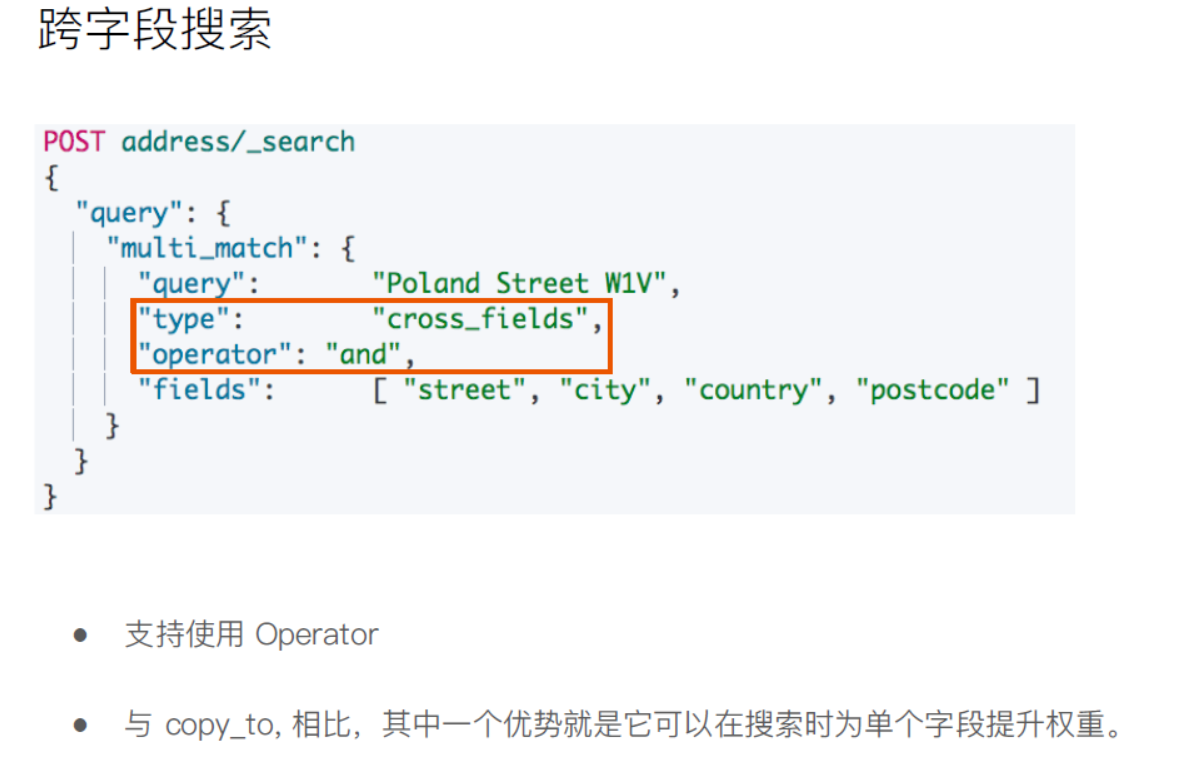 跨字段搜索
POST address/_search
{
  "query": {
    "multi_match": {
      "query":       "Poland Street W1V",
      "type":        "cross_fields",
      "operator": "and",
      "fields":      [ "street", "city", "country", "postcode" ]
    }
  }
}
● 支持使用 Operator
● 与 copy_to, 相比，其中一个优势就是它可以在搜索时为单个字段提升权重。